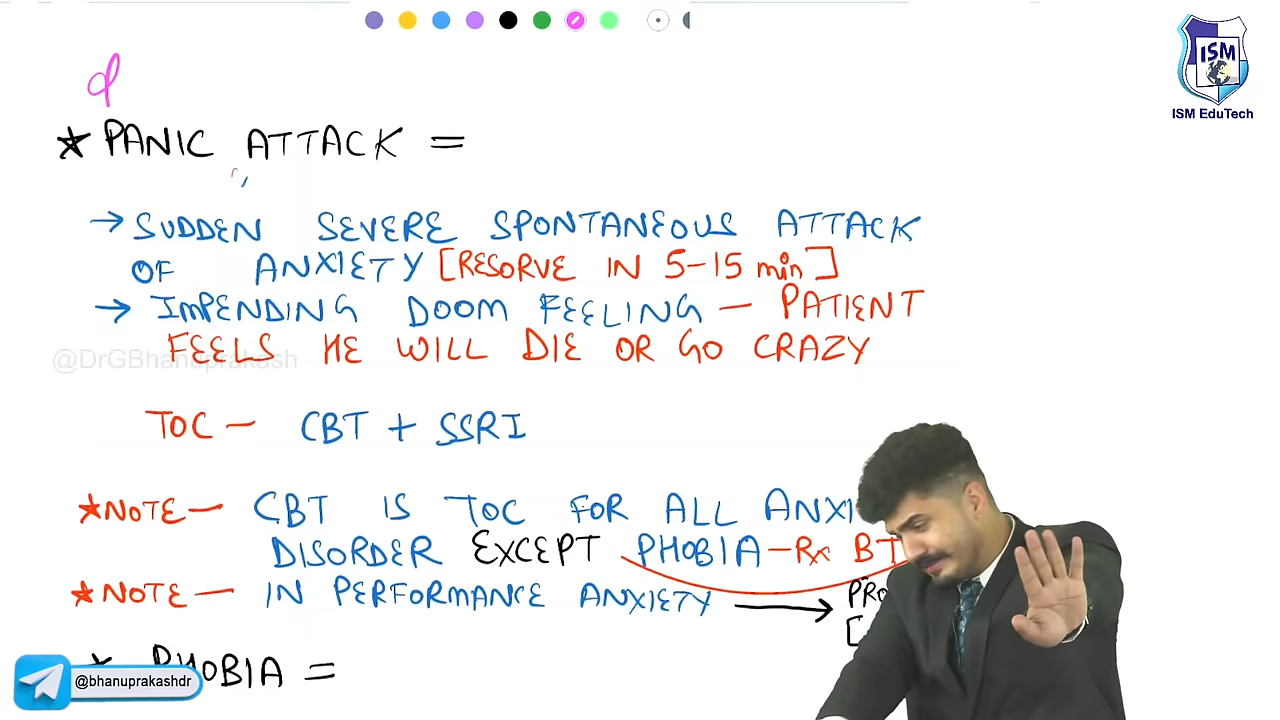 ISM
ISM EduTech
★ PANIC ATTACK =
→ SUDDEN SEVERE SPONTANEOUS ATTACK
OF ANXIETY [RESORVE IN 5-15 min]
→ IMPENDING DOOM FEELING — PATIENT
FEELS HE WILL DIE OR GO CRAZY
@DrGBhanuprakash
TOC — CBT + SSRI
★NOTE — CBT IS TOC FOR ALL ANXI
DISORDER EXCEPT PHOBIA — Rx BT
★NOTE — IN PERFORMANCE ANXIETY → PRO
[
★ PHOBIA =
@bhanuprakashdr